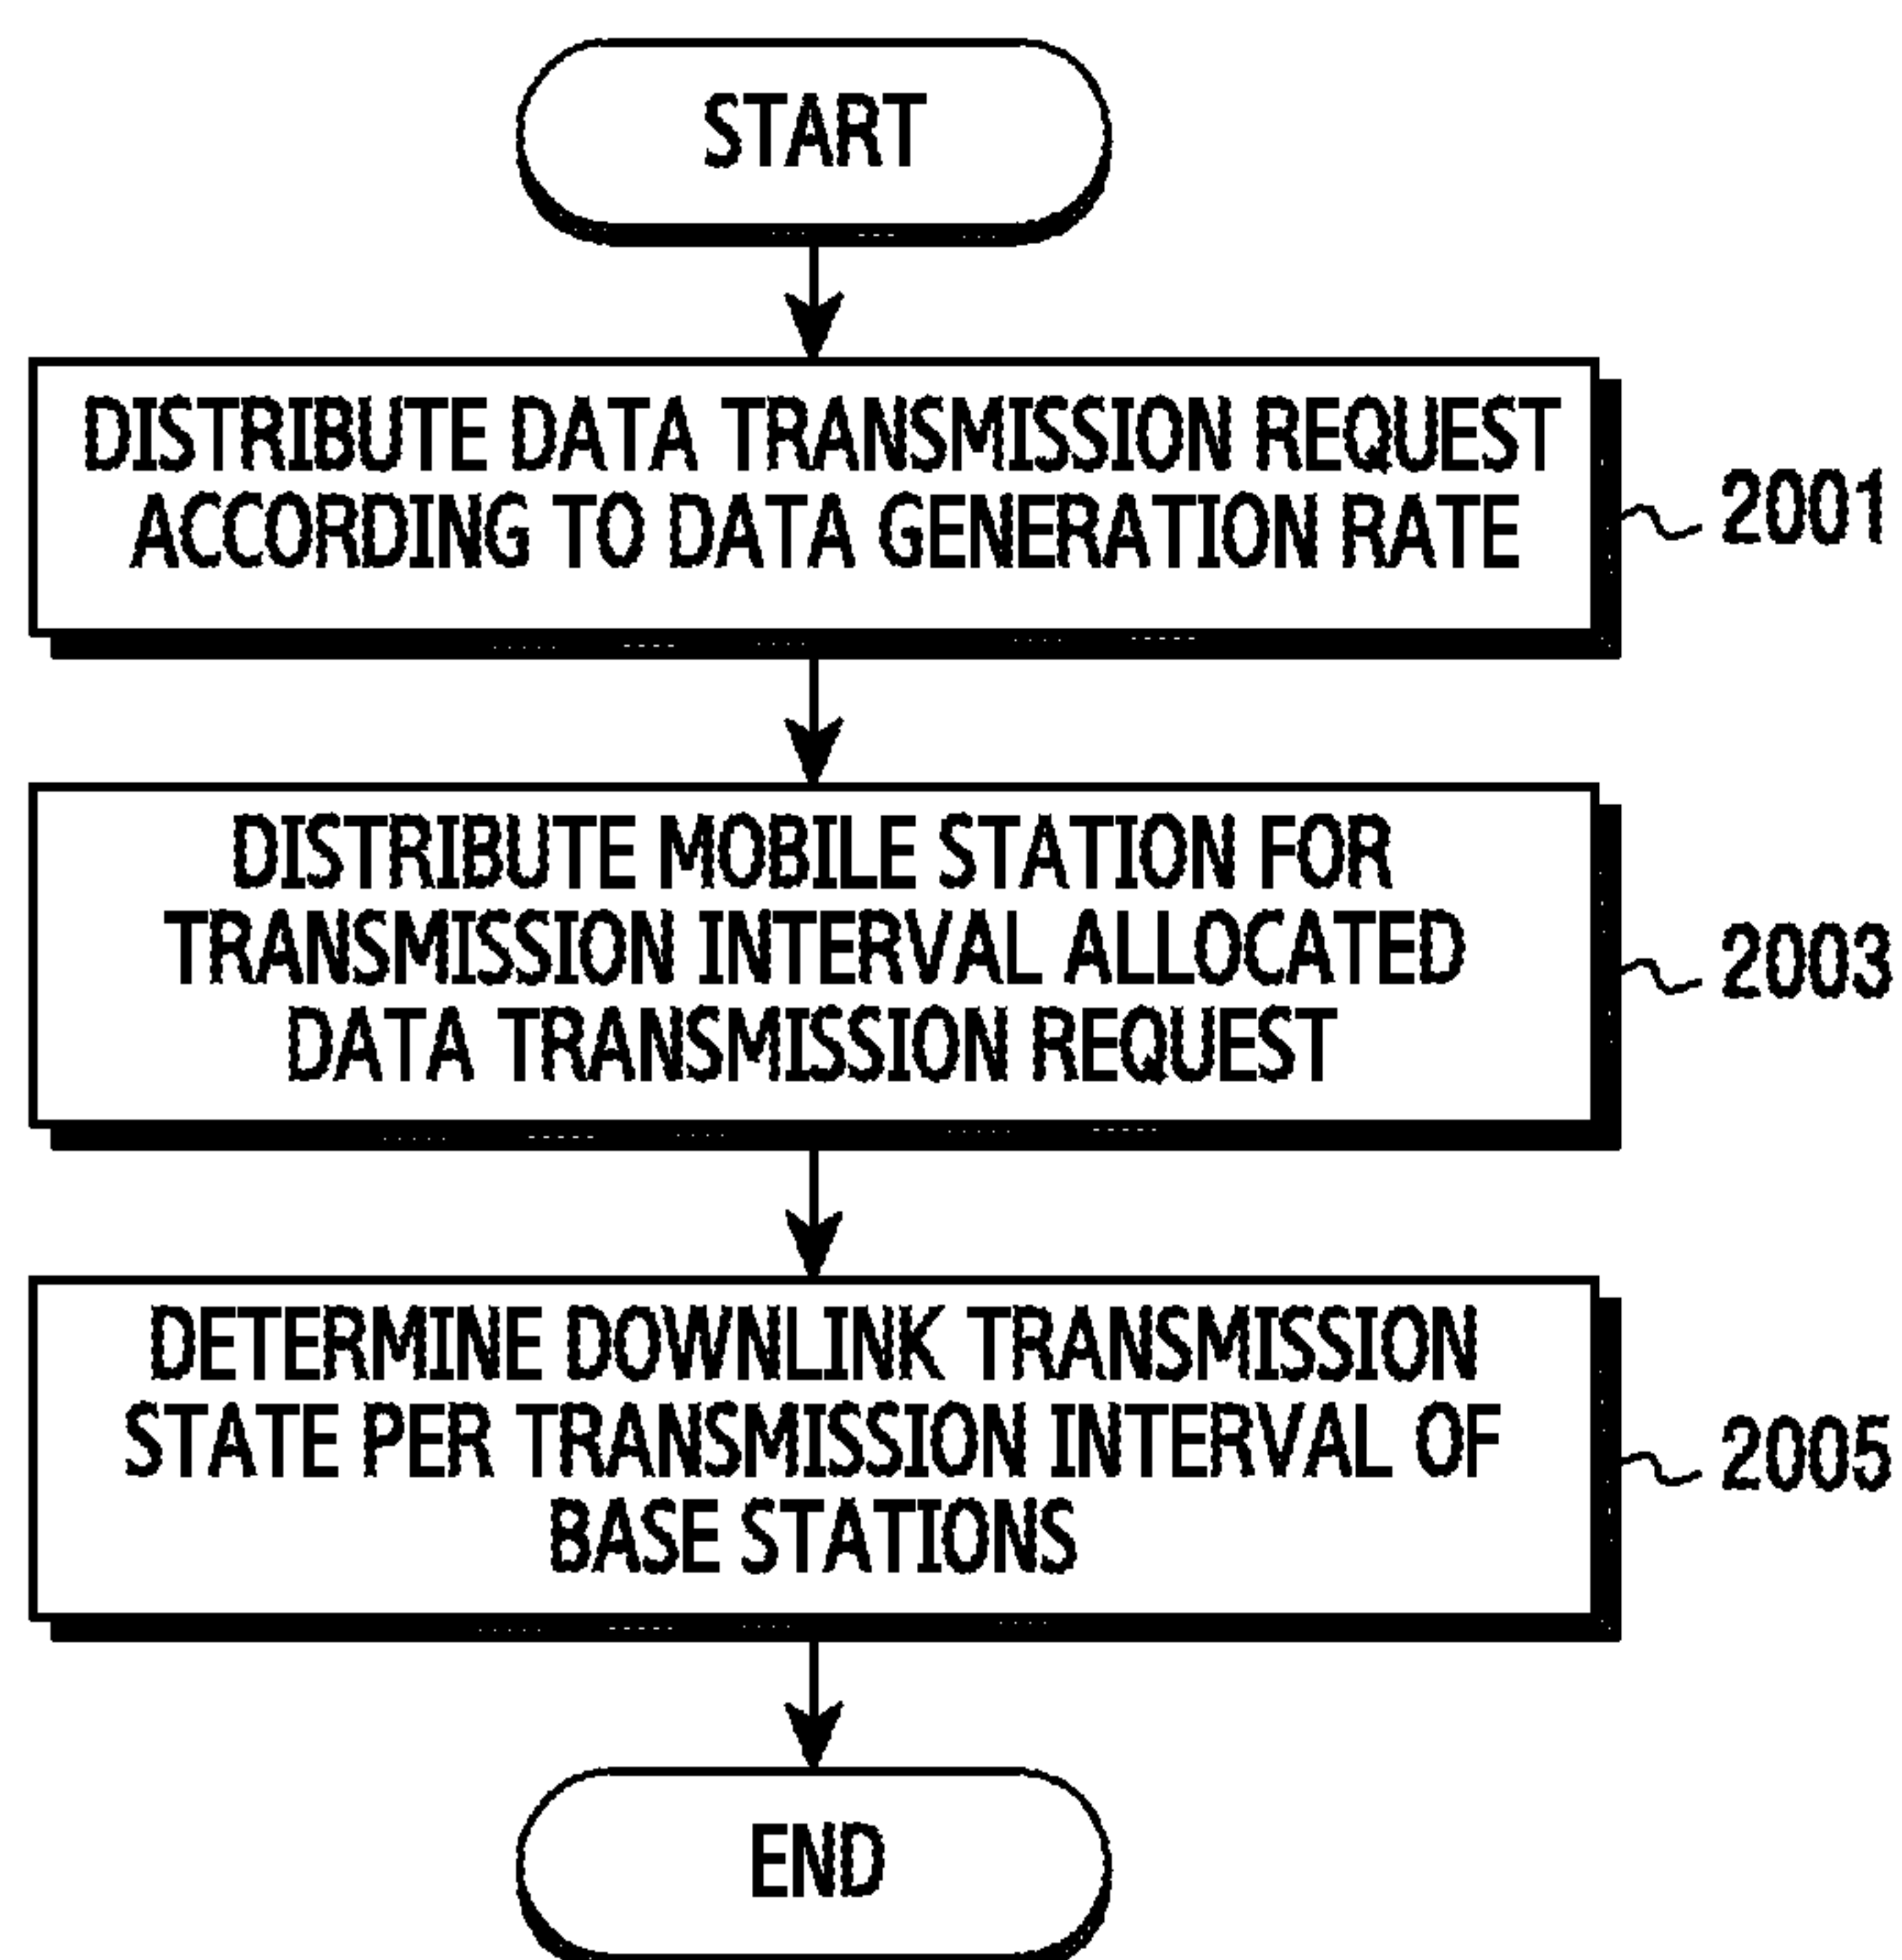 START
DISTRIBUTE DATA TRANSMISSION REQUEST
ACCORDING TO DATA GENERATION RATE
2001
DISTRIBUTE MOBILE STATION FOR
TRANSMISSION INTERVAL ALLOCATED
DATA TRANSMISSION REQUEST
2003
DETERMINE DOWNLINK TRANSMISSION
STATE PER TRANSMISSION INTERVAL OF
BASE STATIONS
2005
END